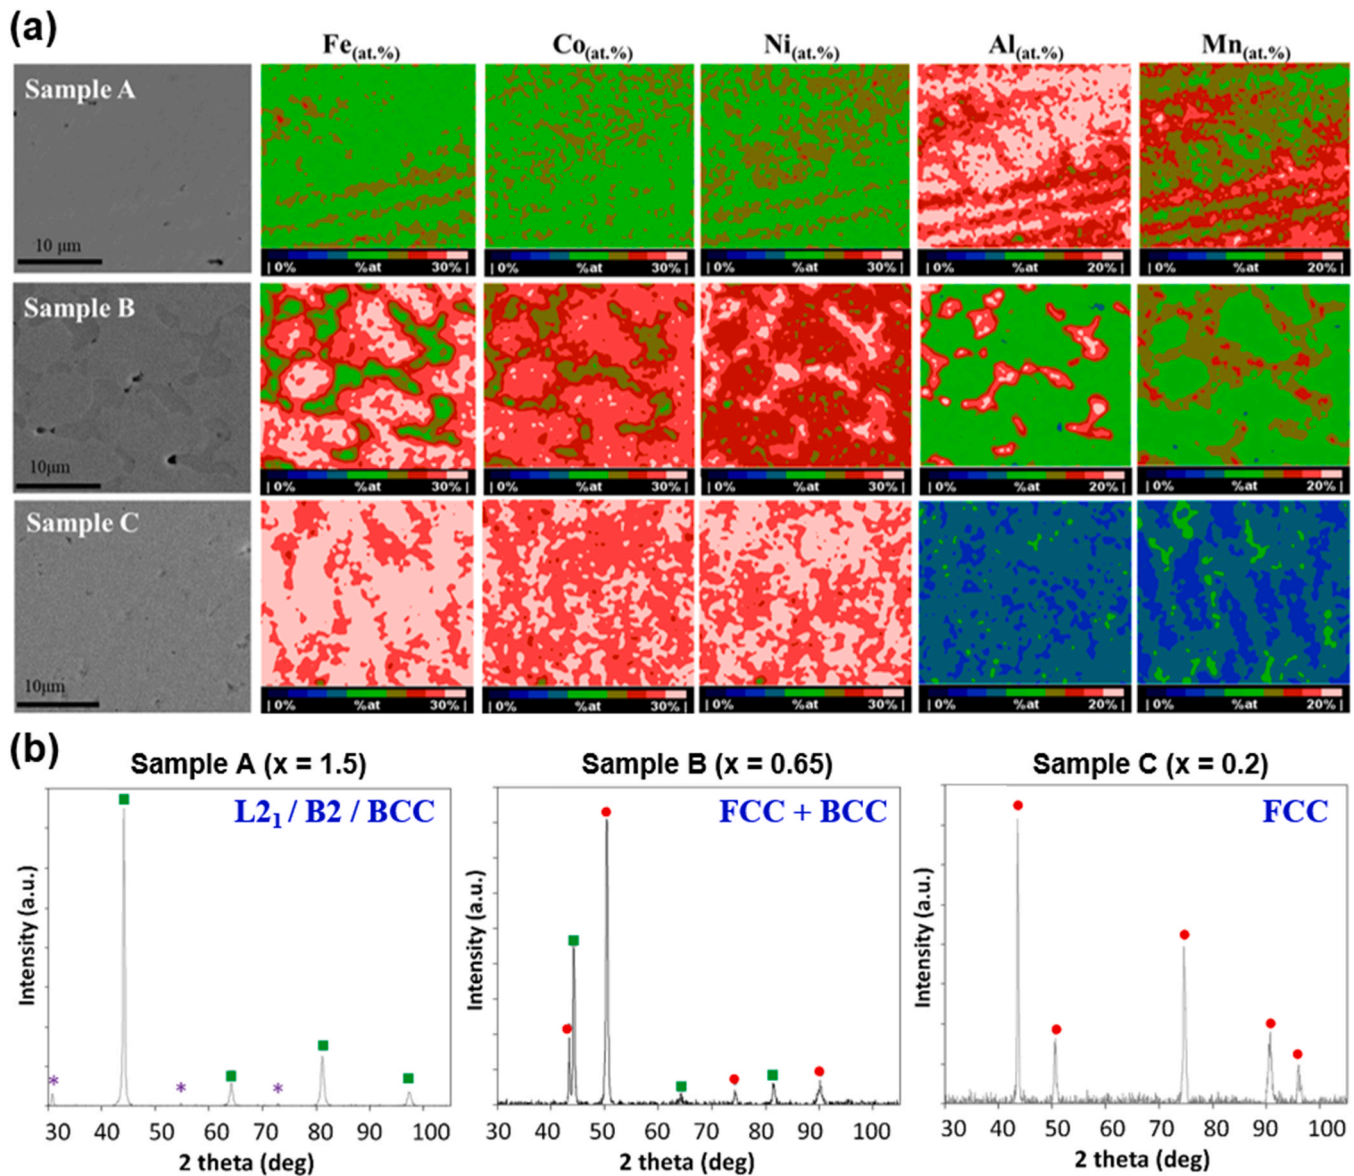 (a)
Fe(at.%) Co(at.%) Ni(at.%) Al(at.%) Mn(at.%)
Sample A
10 μm
| 0% %at 30% | | 0% %at 30% | | 0% %at 30% | | 0% %at 20% | | 0% %at 20% |
Sample B
10μm
| 0% %at 30% | | 0% %at 30% | | 0% %at 30% | | 0% %at 20% | | 0% %at 20% |
Sample C
10μm
| 0% %at 30% | | 0% %at 30% | | 0% %at 30% | | 0% %at 20% | | 0% %at 20% |
(b)
Sample A (x = 1.5) Sample B (x = 0.65) Sample C (x = 0.2)
L2₁ / B2 / BCC FCC + BCC FCC
* * *
Intensity (a.u.) Intensity (a.u.) Intensity (a.u.)
30 40 50 60 70 80 90 100 30 40 50 60 70 80 90 100 30 40 50 60 70 80 90 100
2 theta (deg) 2 theta (deg) 2 theta (deg)